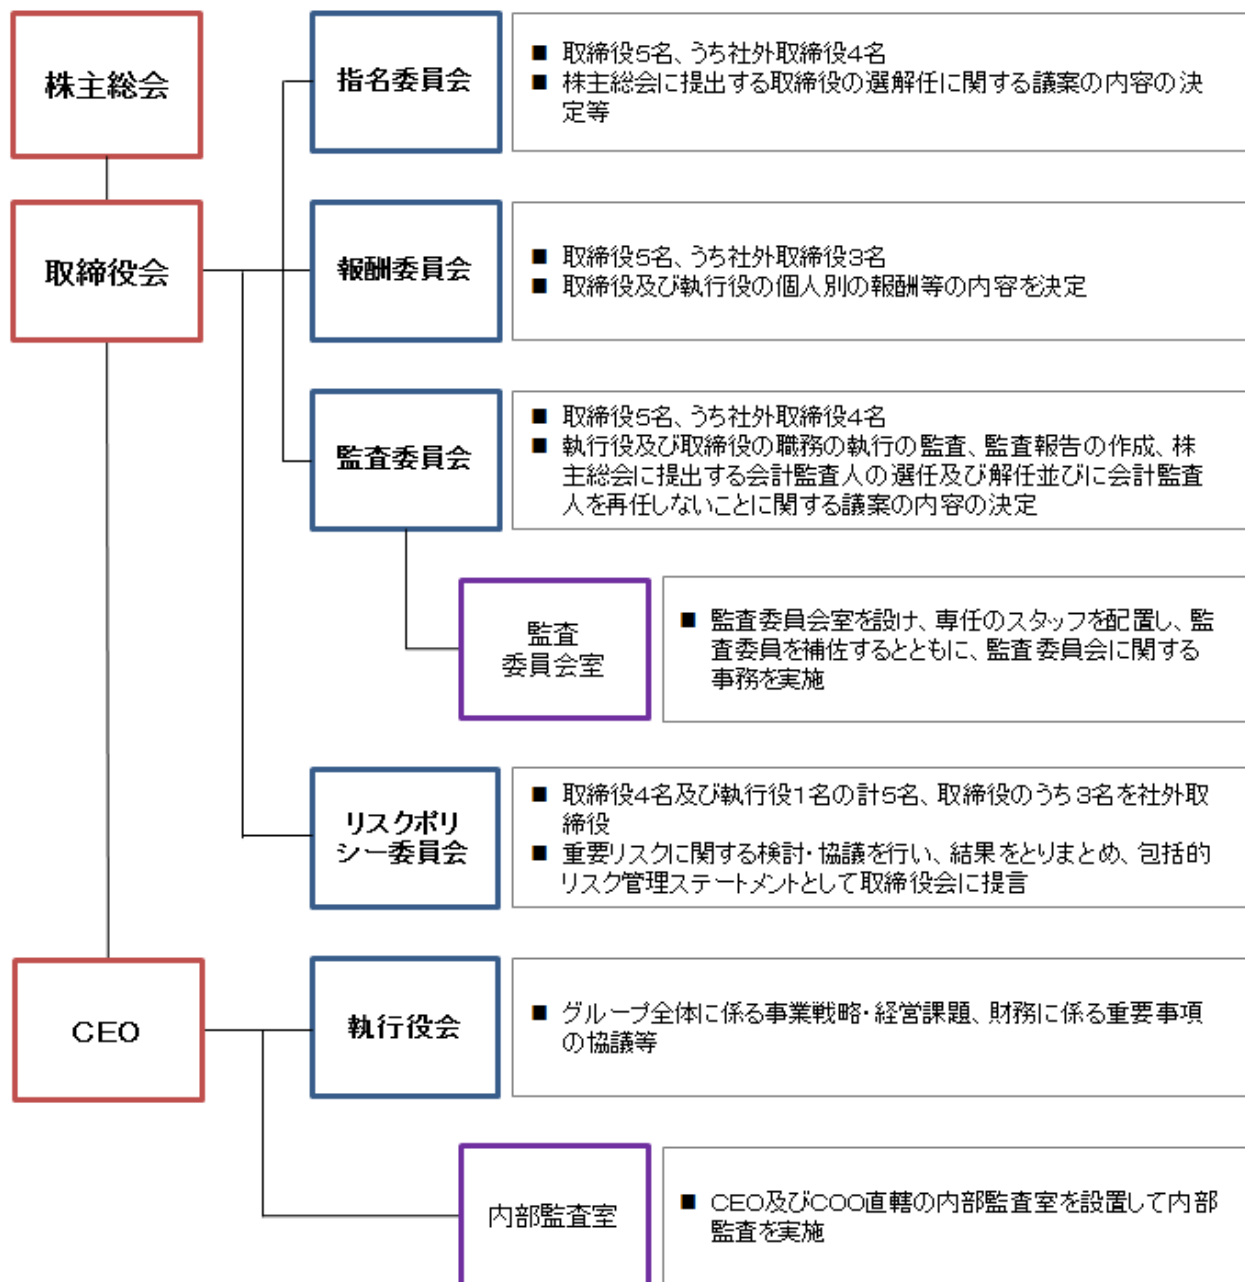 株主総会
指名委員会
■ 取締役5名、うち社外取締役4名
■ 株主総会に提出する取締役の選解任に関する議案の内容の決
定等
取締役会
報酬委員会
■ 取締役5名、うち社外取締役3名
■ 取締役及び執行役の個人別の報酬等の内容を決定
監査委員会
■ 取締役5名、うち社外取締役4名
■ 執行役及び取締役の職務の執行の監査、監査報告の作成、株
主総会に提出する会計監査人の選任及び解任並びに会計監査
人を再任しないことに関する議案の内容の決定
監査
委員会室
■ 監査委員会室を設け、専任のスタッフを配置し、監
査委員を補佐するとともに、監査委員会に関する
事務を実施
リスクポリ
シー委員会
■ 取締役4名及び執行役1名の計5名、取締役のうち3名を社外取
締役
■ 重要リスクに関する検討・協議を行い、結果をとりまとめ、包括的
リスク管理ステートメントとして取締役会に提言
CEO
執行役会
■ グループ全体に係る事業戦略・経営課題、財務に係る重要事項
の協議等
内部監査室
■ CEO及びCOO直轄の内部監査室を設置して内部
監査を実施